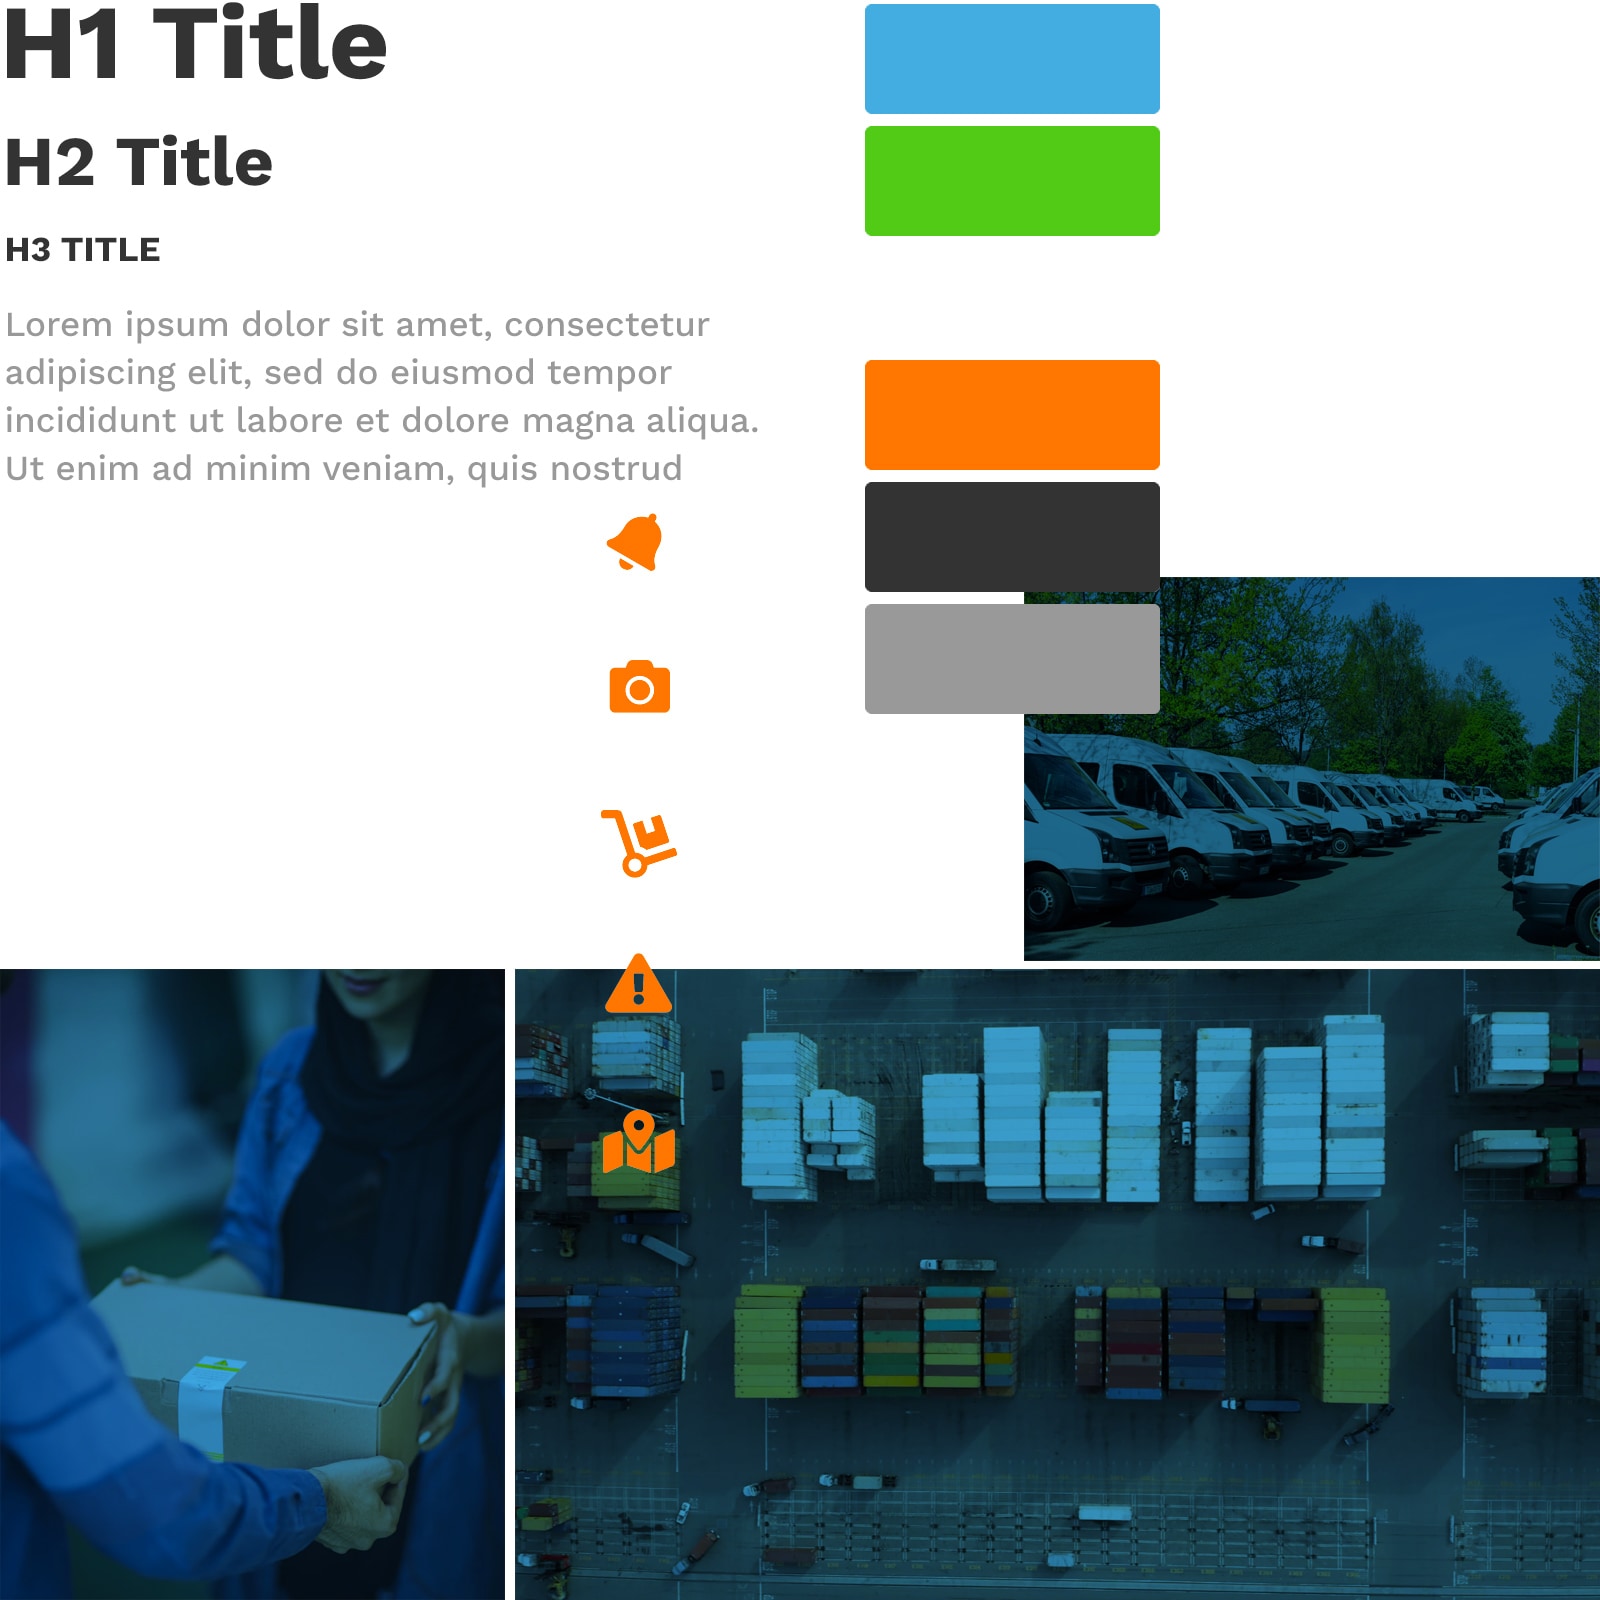 H1 Title
H2 Title
H3 TITLE
Lorem ipsum dolor sit amet, consectetur
adipiscing elit, sed do eiusmod tempor
incididunt ut labore et dolore magna aliqua.
Ut enim ad minim veniam, quis nostrud